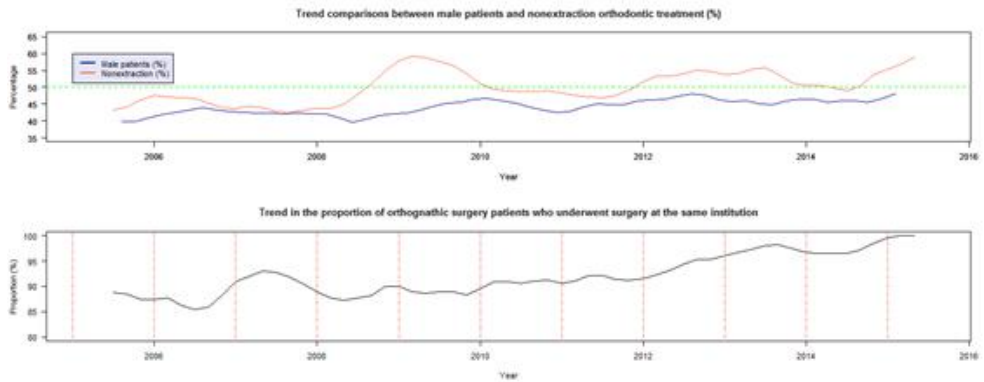 Trend comparisons between male patients and nonextraction orthodontic treatment (%)
Percentage
65
60
55
50
45
40
35
Male patients (%)
Nonextraction (%)
2006 2008 2010 2012 2014 2016
Year
Trend in the proportion of orthognathic surgery patients who underwent surgery at the same institution
Proportion (%)
100
95
90
85
80
2006 2008 2010 2012 2014 2016
Year